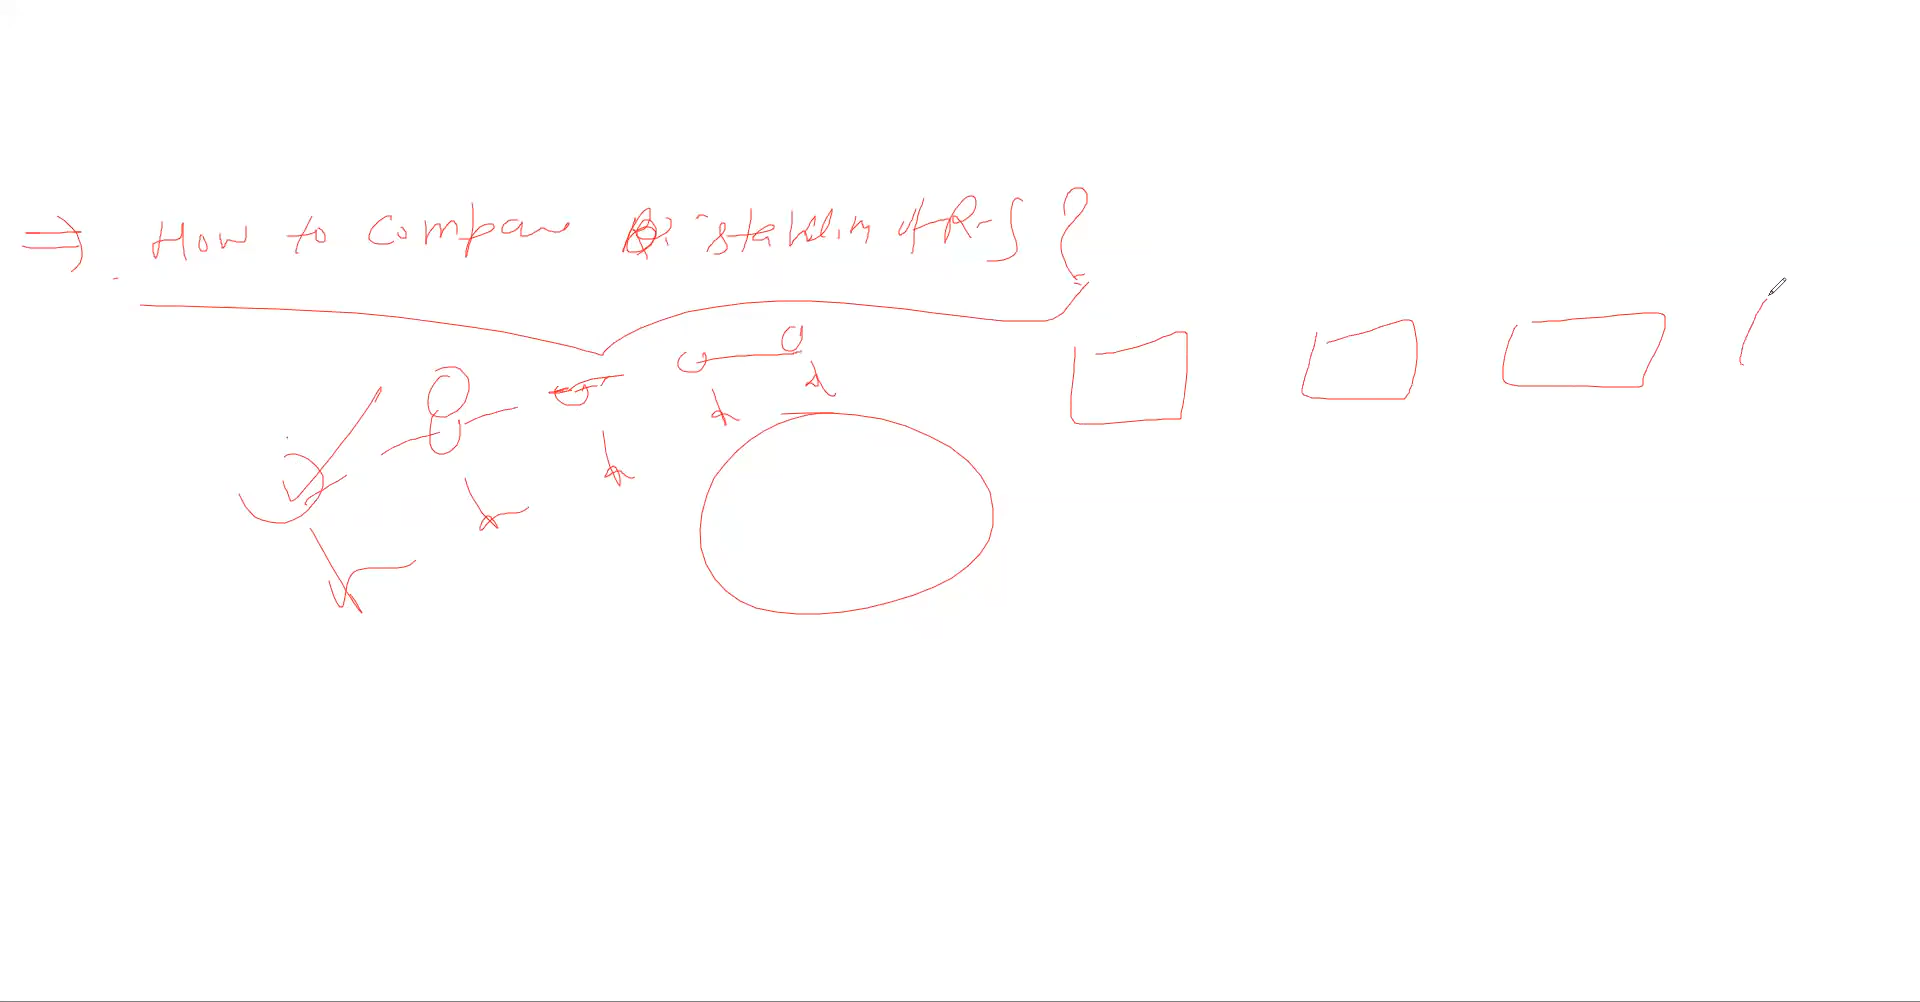 ⇒ How to compare stability of R-S ?